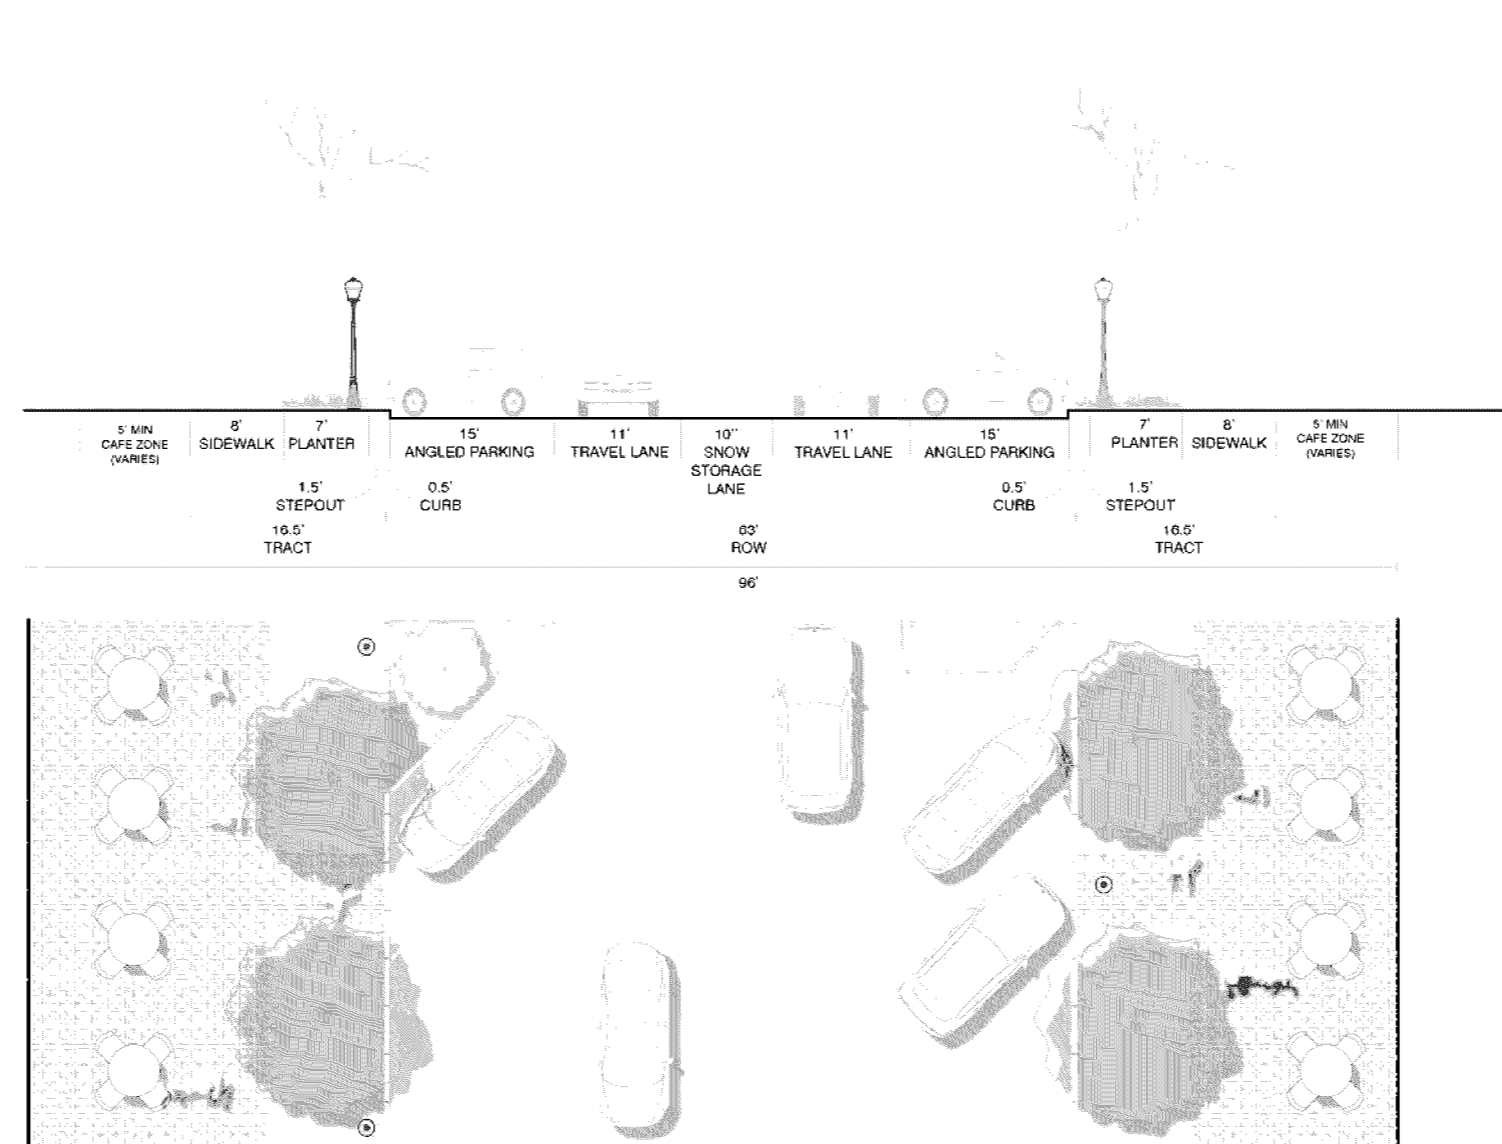 5' MIN
CAFE ZONE
(VARIES)
8'
SIDEWALK
7'
PLANTER
15'
ANGLED PARKING
11'
TRAVEL LANE
10''
SNOW
STORAGE
LANE
11'
TRAVEL LANE
15'
ANGLED PARKING
7'
PLANTER
8'
SIDEWALK
5' MIN
CAFE ZONE
(VARIES)
1.5'
STEPOUT
0.5'
CURB
0.5'
CURB
1.5'
STEPOUT
16.5'
TRACT
63'
ROW
16.5'
TRACT
96'